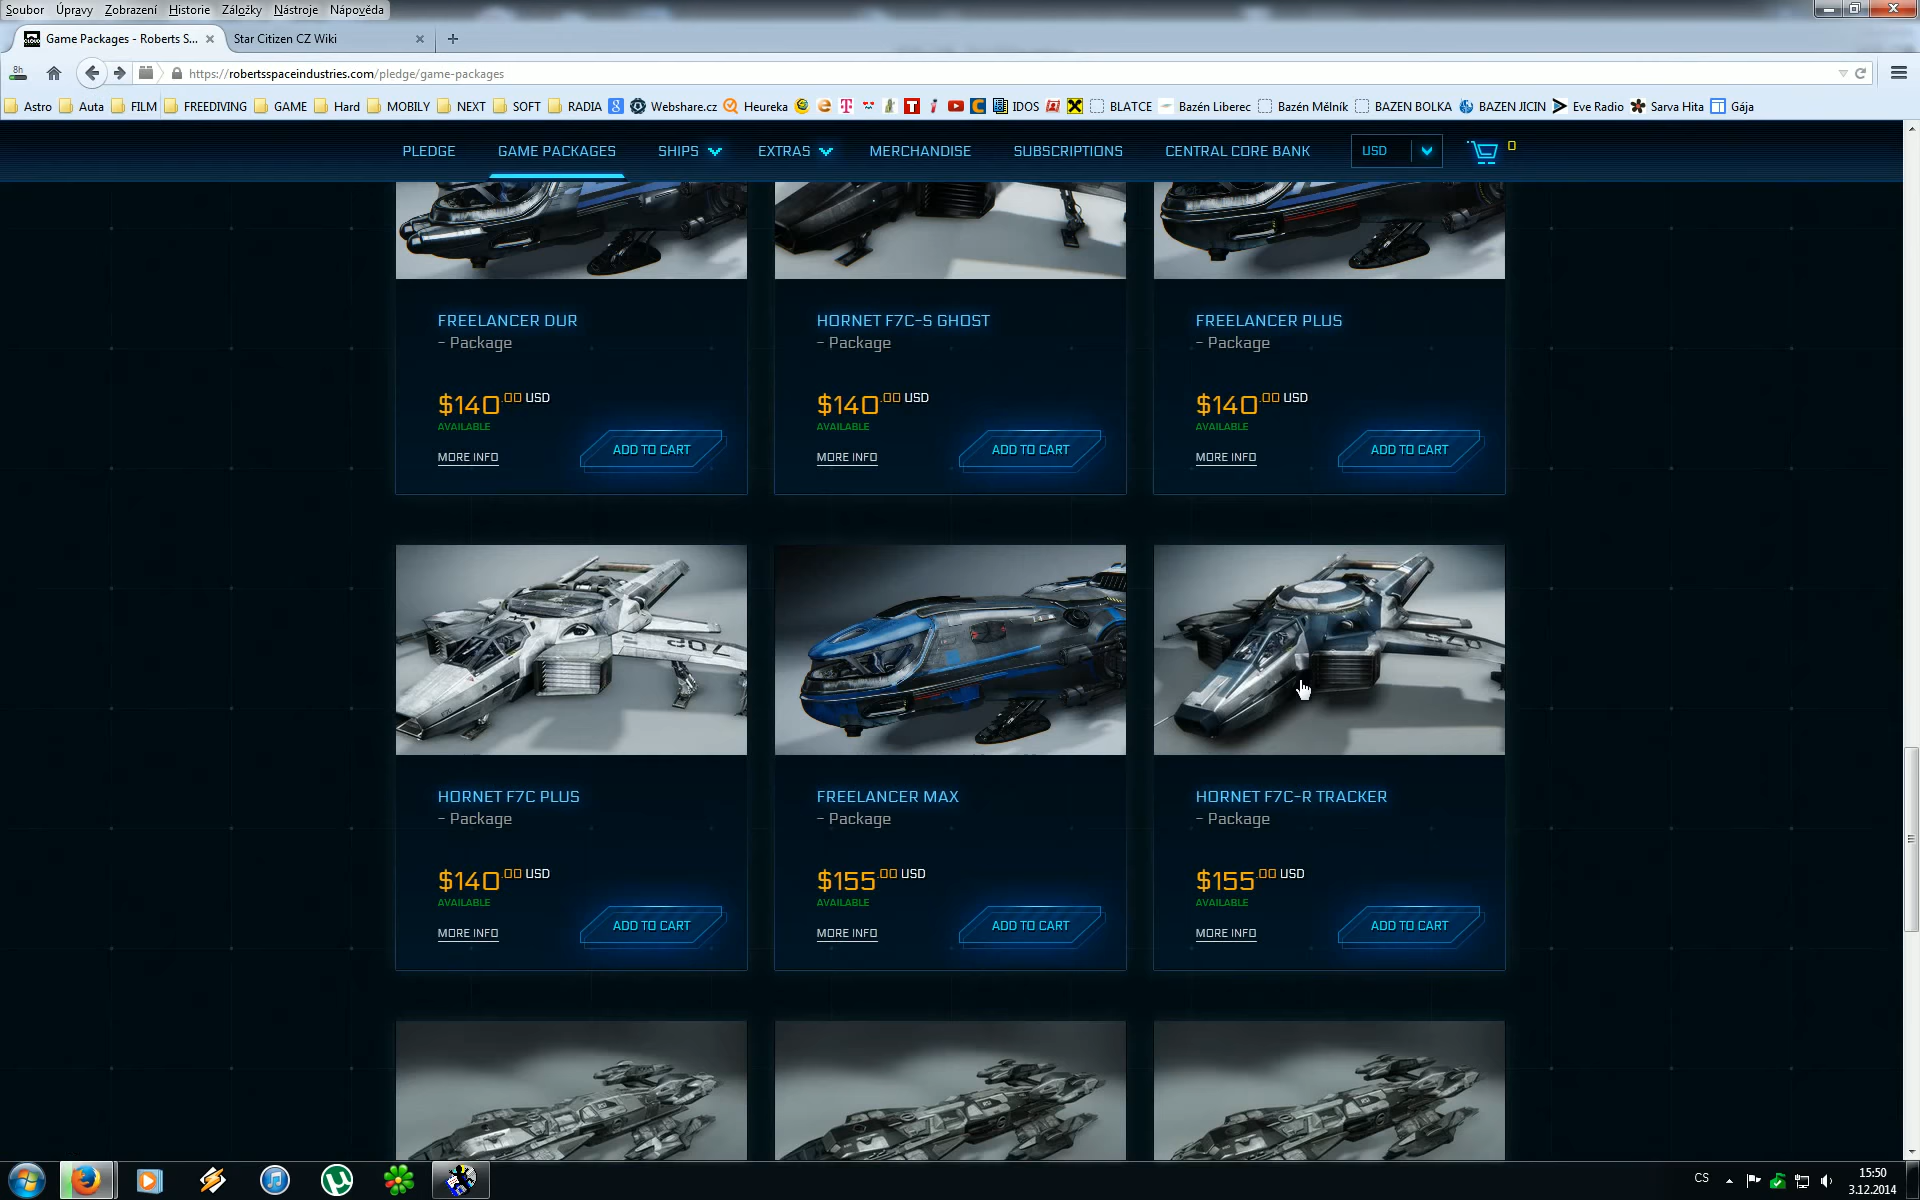 Soubor Úpravy Zobrazení Historie Záložky Nástroje Nápověda
Game Packages - Roberts S... Star Citizen CZ Wiki
8h https://robertsspaceindustries.com/pledge/game-packages
Astro Auta FILM FREEDIVING GAME Hard MOBILY NEXT SOFT RADIA Webshare.cz Heureka IDOS BLATCE Bazén Liberec Bazén Mělník BAZEN BOLKA BAZEN JICIN Eve Radio Sarva Hita Gája
PLEDGE GAME PACKAGES SHIPS EXTRAS MERCHANDISE SUBSCRIPTIONS CENTRAL CORE BANK USD 0
FREELANCER DUR HORNET F7C-S GHOST FREELANCER PLUS
- Package - Package - Package
$140.00 USD $140.00 USD $140.00 USD
AVAILABLE AVAILABLE AVAILABLE
ADD TO CART ADD TO CART ADD TO CART
MORE INFO MORE INFO MORE INFO
HORNET F7C PLUS FREELANCER MAX HORNET F7C-R TRACKER
- Package - Package - Package
$140.00 USD $155.00 USD $155.00 USD
AVAILABLE AVAILABLE AVAILABLE
ADD TO CART ADD TO CART ADD TO CART
MORE INFO MORE INFO MORE INFO
CS 15:50
3.12.2014